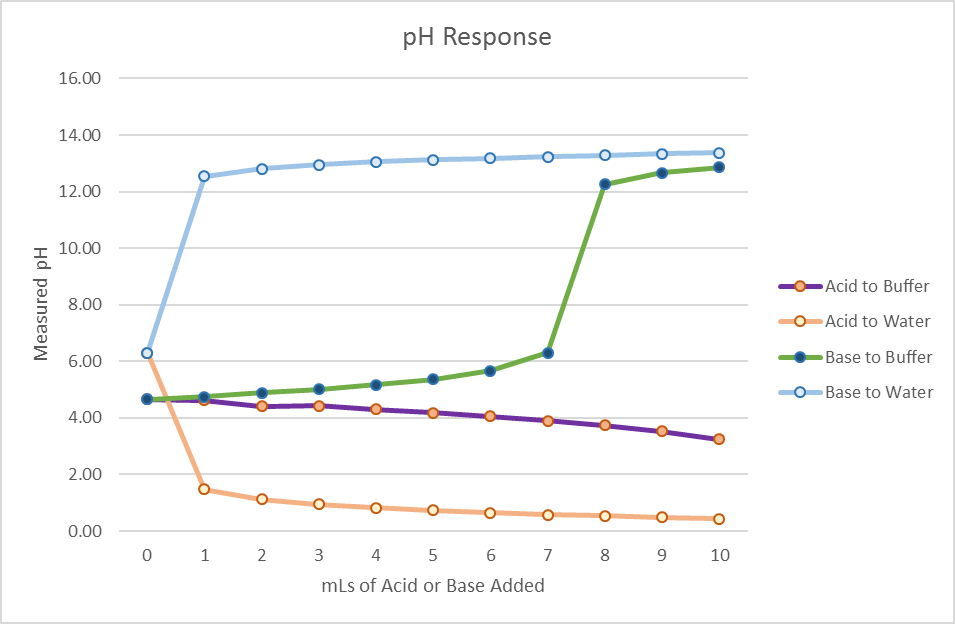 pH Response
16.00
14.00
12.00
10.00
8.00
6.00
4.00
2.00
0.00
Measured pH
0 1 2 3 4 5 6 7 8 9 10
mLs of Acid or Base Added
Acid to Buffer
Acid to Water
Base to Buffer
Base to Water